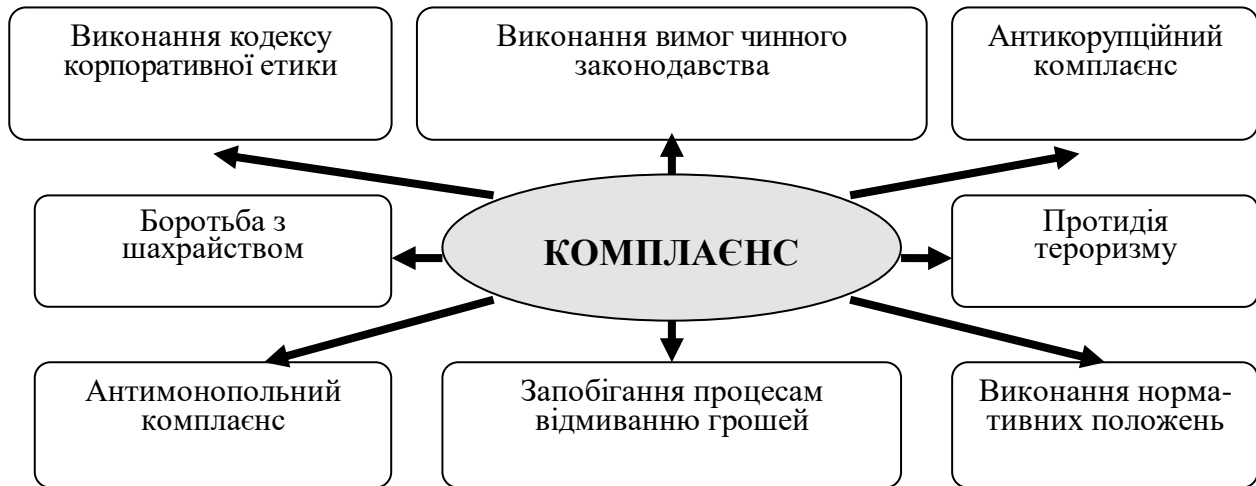 Виконання кодексу
корпоративної етики
Виконання вимог чинного
законодавства
Антикорупційний
комплаєнс
Боротьба з
шахрайством
КОМПЛАЄНС
Протидія
тероризму
Антимонопольний
комплаєнс
Запобігання процесам
відмиванню грошей
Виконання норма-
тивних положень